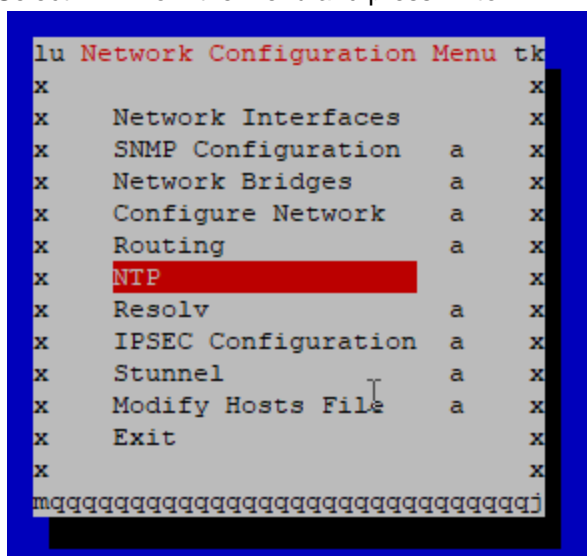 lu Network Configuration Menu tk
x x
x Network Interfaces x
x SNMP Configuration a x
x Network Bridges a x
x Configure Network a x
x Routing a x
x NTP x
x Resolv a x
x IPSEC Configuration a x
x Stunnel a x
x Modify Hosts File a x
x Exit x
x x
mqqqqqqqqqqqqqqqqqqqqqqqqqqqqqqj